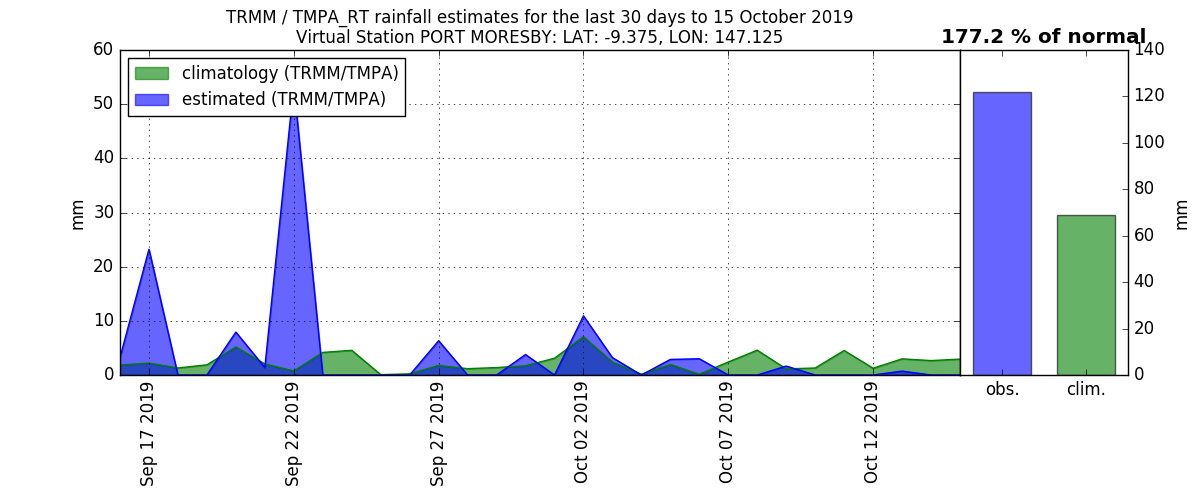 TRMM / TMPA_RT rainfall estimates for the last 30 days to 15 October 2019
Virtual Station PORT MORESBY: LAT: -9.375, LON: 147.125
177.2 % of normal
climatology (TRMM/TMPA)
estimated (TRMM/TMPA)
60
50
40
30
20
10
0
mm
Sep 17 2019
Sep 22 2019
Sep 27 2019
Oct 02 2019
Oct 07 2019
Oct 12 2019
140
120
100
80
60
40
20
0
mm
obs.
clim.